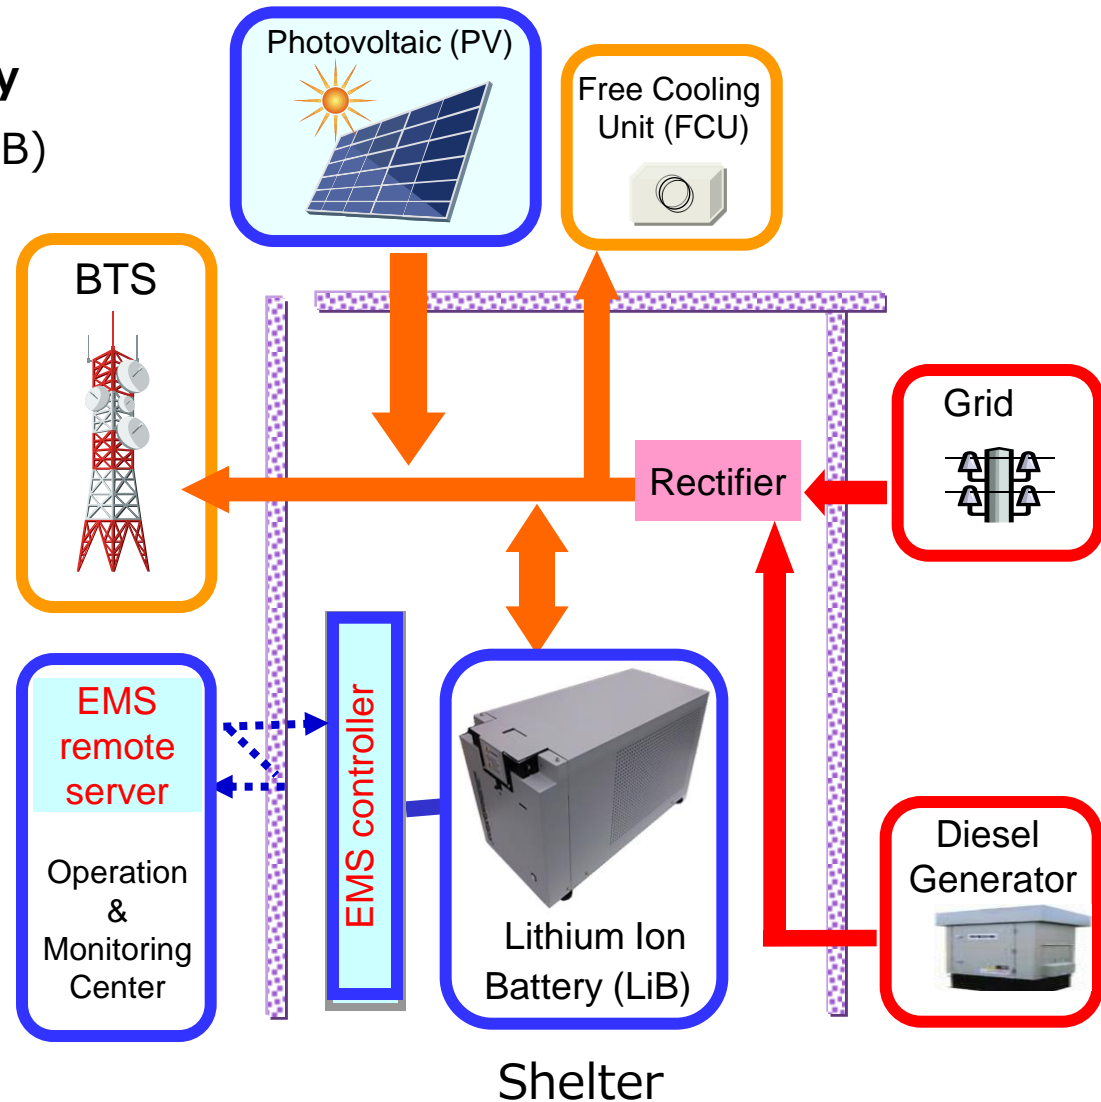 y
B)
Photovoltaic (PV)
Free Cooling
Unit (FCU)
BTS
Grid
Rectifier
EMS
remote
server
Operation
&
Monitoring
Center
EMS controller
Lithium Ion
Battery (LiB)
Diesel
Generator
Shelter